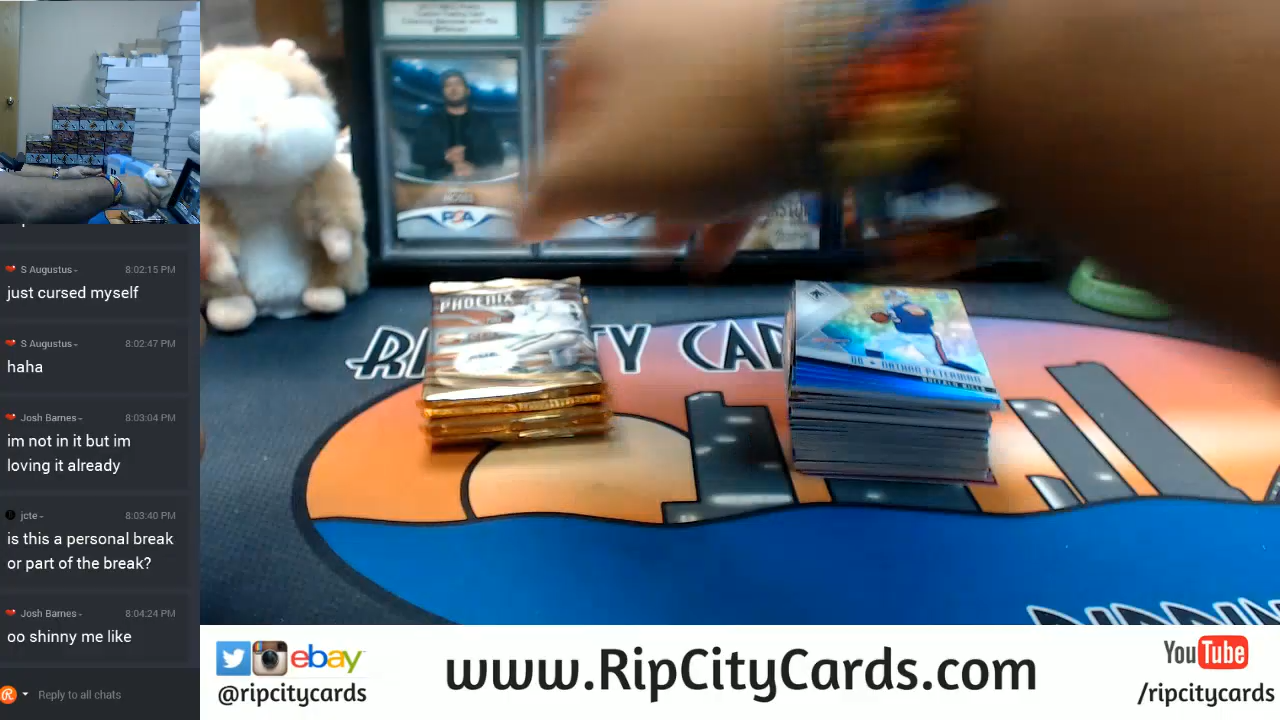 S Augustus- 8:02:15 PM
just cursed myself
S Augustus- 8:02:47 PM
haha
Josh Barnes- 8:03:04 PM
im not in it but im
loving it already
jcte- 8:03:40 PM
is this a personal break
or part of the break?
Josh Barnes- 8:04:24 PM
oo shinny me like
Reply to all chats
PSA
PHOENIX
QB • NATHAN PETERMAN
BUFFALO BILLS
ebay
@ripcitycards
www.RipCityCards.com
YouTube
/ripcitycards